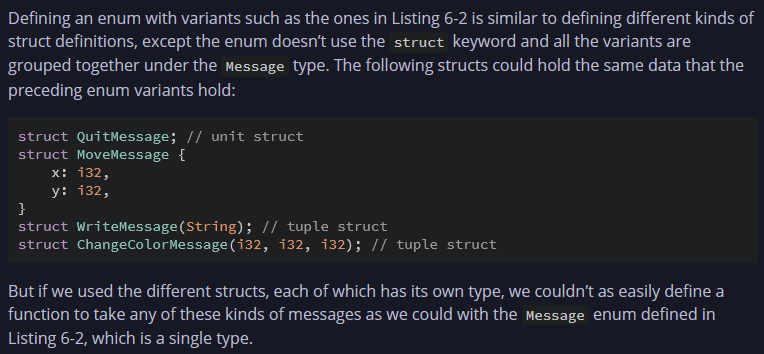 Defining an enum with variants such as the ones in Listing 6-2 is similar to defining different kinds of
struct definitions, except the enum doesn’t use the struct keyword and all the variants are
grouped together under the Message type. The following structs could hold the same data that the
preceding enum variants hold:
struct QuitMessage; // unit struct
struct MoveMessage {
    x: i32,
    y: i32,
}
struct WriteMessage(String); // tuple struct
struct ChangeColorMessage(i32, i32, i32); // tuple struct
But if we used the different structs, each of which has its own type, we couldn’t as easily define a
function to take any of these kinds of messages as we could with the Message enum defined in
Listing 6-2, which is a single type.